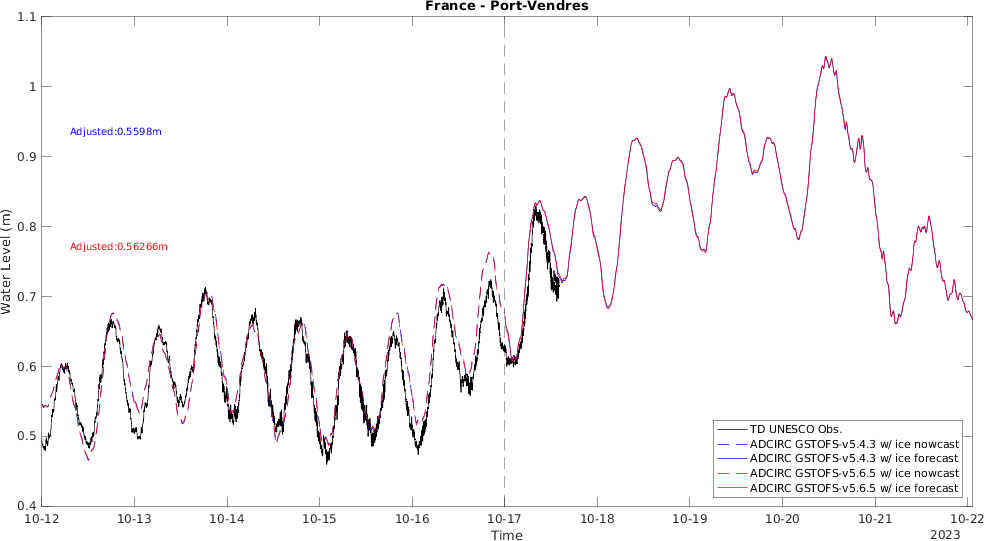 France - Port-Vendres
1.1
1
0.9
0.8
0.7
0.6
0.5
0.4
Water Level (m)
Adjusted:0.5598m
Adjusted:0.56266m
TD UNESCO Obs.
ADCIRC GSTOFS-v5.4.3 w/ ice nowcast
ADCIRC GSTOFS-v5.4.3 w/ ice forecast
ADCIRC GSTOFS-v5.6.5 w/ ice nowcast
ADCIRC GSTOFS-v5.6.5 w/ ice forecast
10-12 10-13 10-14 10-15 10-16 10-17 10-18 10-19 10-20 10-21 10-22
Time
2023